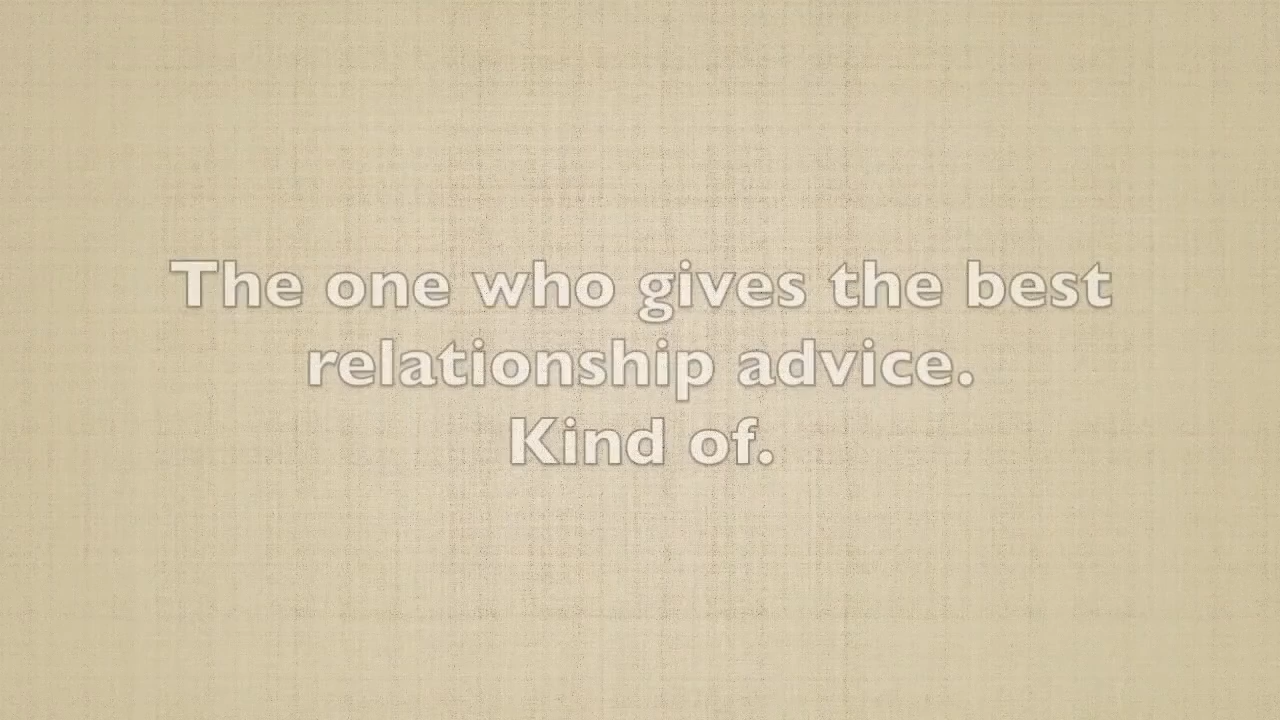 The one who gives the best
relationship advice.
Kind of.